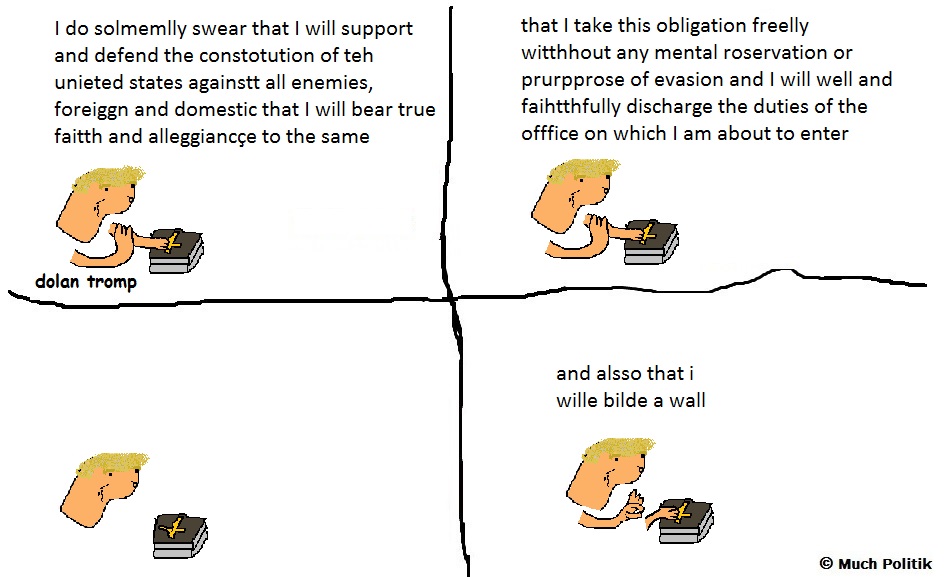 I do solmemlly swear that I will support
and defend the constotution of teh
unieted states againstt all enemies,
foreiggn and domestic that I will bear true
faitth and alleggiancçe to the same
dolan tromp
that I take this obligation freelly
witthhout any mental roservation or
prurpprose of evasion and I will well and
faihtthfully discharge the duties of the
offfice on which I am about to enter
and alsso that i
wille bilde a wall
© Much Politik